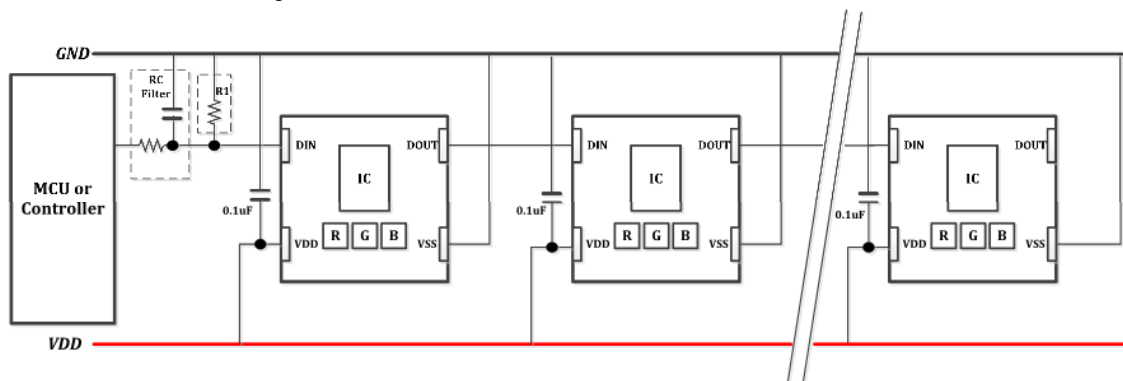 GND
RC
Filter
R1
MCU or
Controller
0.1uF
DIN
DOUT
IC
R G B
VDD
VSS
0.1uF
DIN
DOUT
IC
R G B
VDD
VSS
0.1uF
DIN
DOUT
IC
R G B
VDD
VSS
VDD